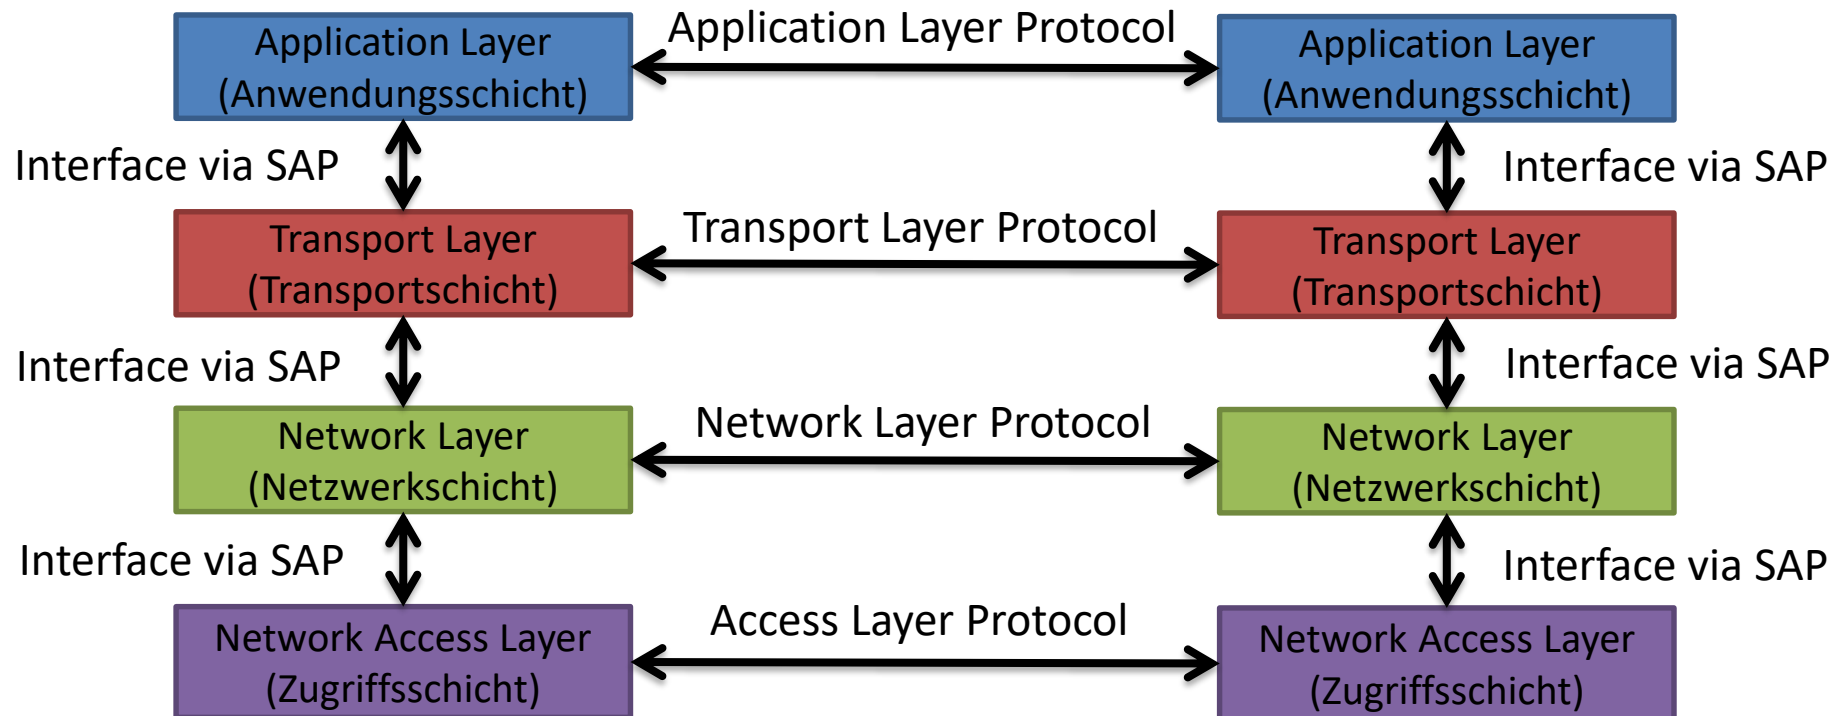 Application Layer
(Anwendungsschicht)
Application Layer Protocol
Application Layer
(Anwendungsschicht)
Interface via SAP
Interface via SAP
Transport Layer
(Transportschicht)
Transport Layer Protocol
Transport Layer
(Transportschicht)
Interface via SAP
Interface via SAP
Network Layer
(Netzwerkschicht)
Network Layer Protocol
Network Layer
(Netzwerkschicht)
Interface via SAP
Interface via SAP
Network Access Layer
(Zugriffsschicht)
Access Layer Protocol
Network Access Layer
(Zugriffsschicht)